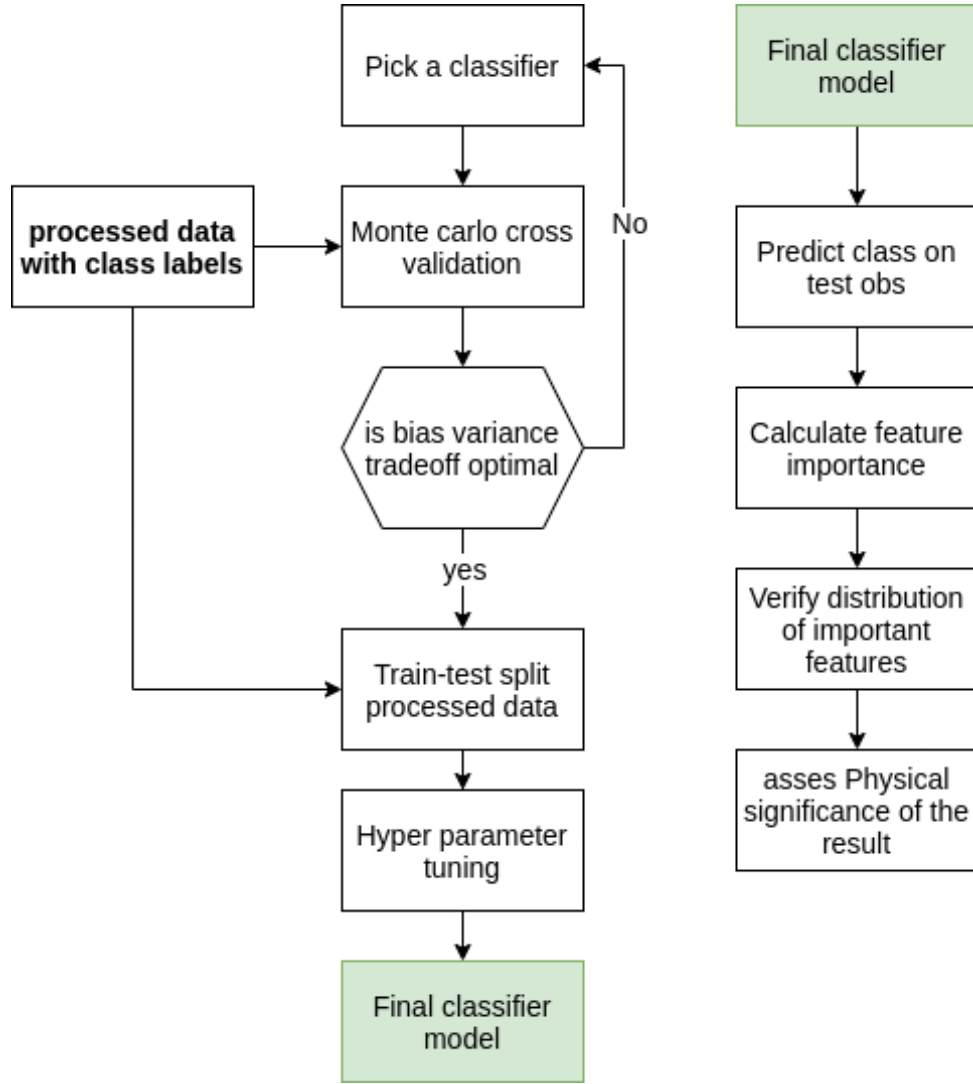 Pick a classifier
No
processed data
with class labels
Monte carlo cross
validation
is bias variance
tradeoff optimal
yes
Train-test split
processed data
Hyper parameter
tuning
Final classifier
model
Final classifier
model
Predict class on
test obs
Calculate feature
importance
Verify distribution
of important
features
asses Physical
significance of the
result